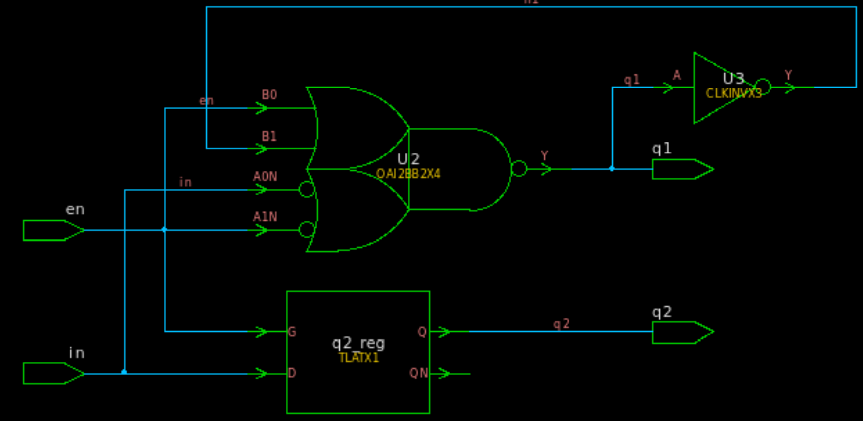 n1
q1
A
U3
Y
CLKINVX3
B0
en
B1
U2
OAI2BB2X4
Y
q1
in
A0N
A1N
en
q2
q2
G
Q
q2_reg
TLATX1
in
D
QN